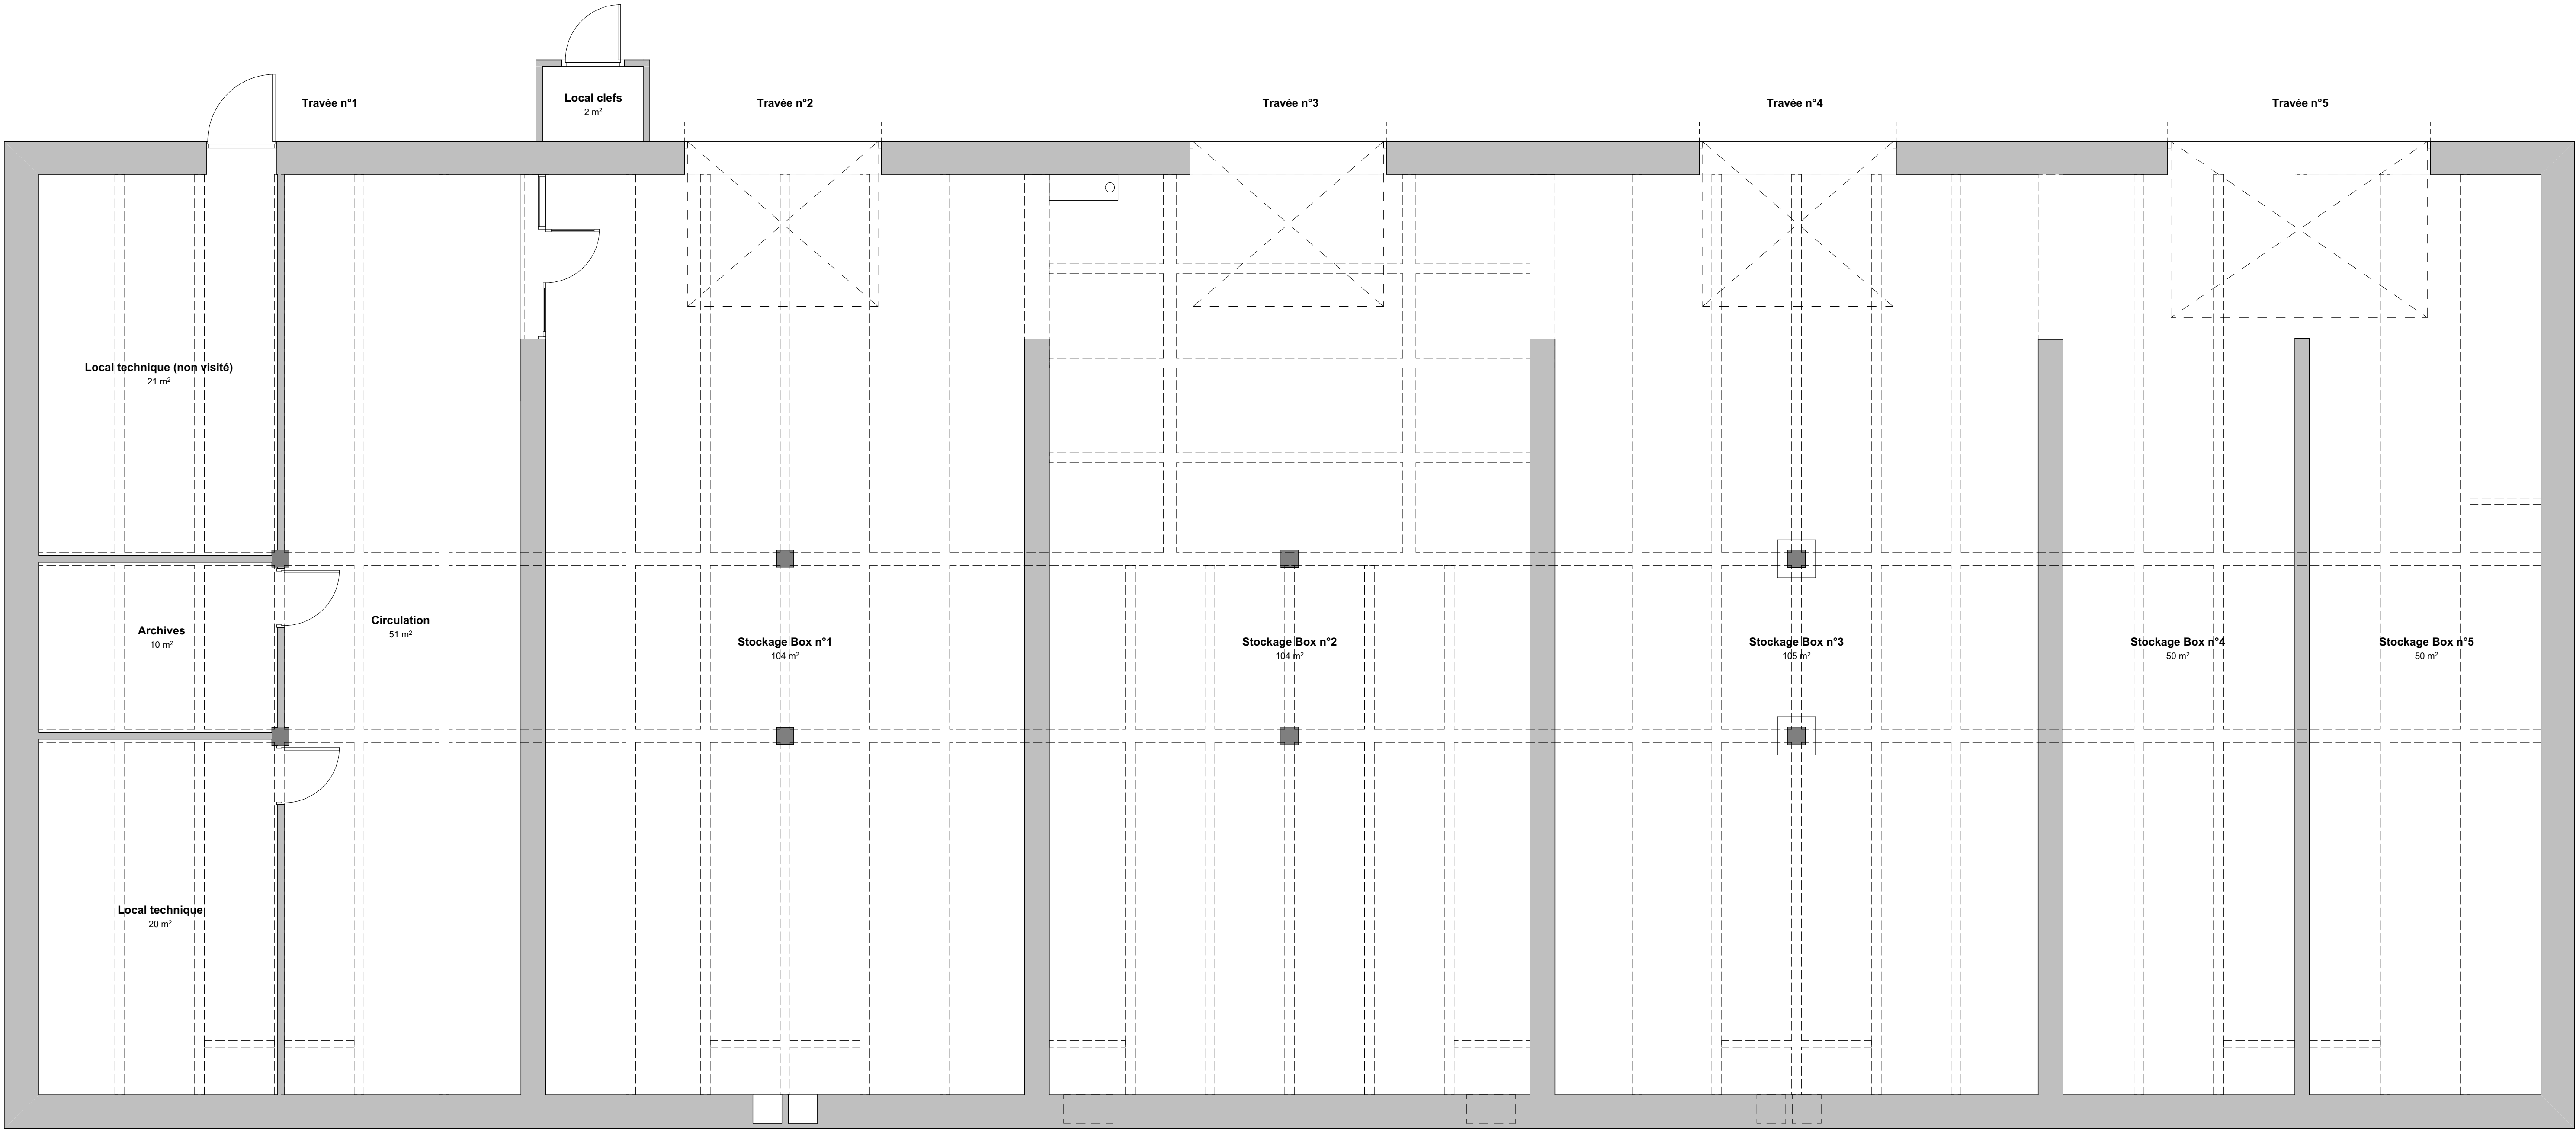 Local clefs
2 m²
Travée n°1
Travée n°2
Travée n°3
Travée n°4
Travée n°5
Local technique (non visité)
21 m²
Archives
10 m²
Circulation
51 m²
Stockage Box n°1
104 m²
Stockage Box n°2
104 m²
Stockage Box n°3
105 m²
Stockage Box n°4
50 m²
Stockage Box n°5
50 m²
Local technique
20 m²